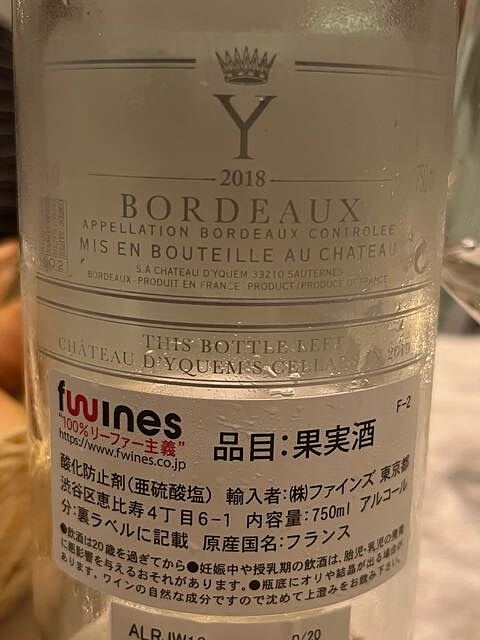 Y
2018
BORDEAUX
APPELLATION BORDEAUX CONTRÔLÉE
MIS EN BOUTEILLE AU CHATEAU
S.A CHATEAU D'YQUEM 33210 SAUTERNES
BORDEAUX-PRODUIT EN FRANCE PRODUCT/PRODUCE OF FRANCE
THIS BOTTLE LEFT
CHÂTEAU D'YQUEM'S CELLARS IN 2019
fwines
"100%リーファー主義"
https://www.fwines.co.jp
F-2
品目:果実酒
酸化防止剤(亜硫酸塩) 輸入者:㈱ファインズ 東京都
渋谷区恵比寿4丁目6-1 内容量:750ml アルコール
分:裏ラベルに記載 原産国名:フランス
●飲酒は20歳を過ぎてから●妊娠中や授乳期の飲酒は、胎児・乳児の発育
に悪影響を与えるおそれがあります。●瓶底にオリや結晶が出る場合が
あります。ワインの自然な成分ですので沈めて上澄みをお飲み下さい。